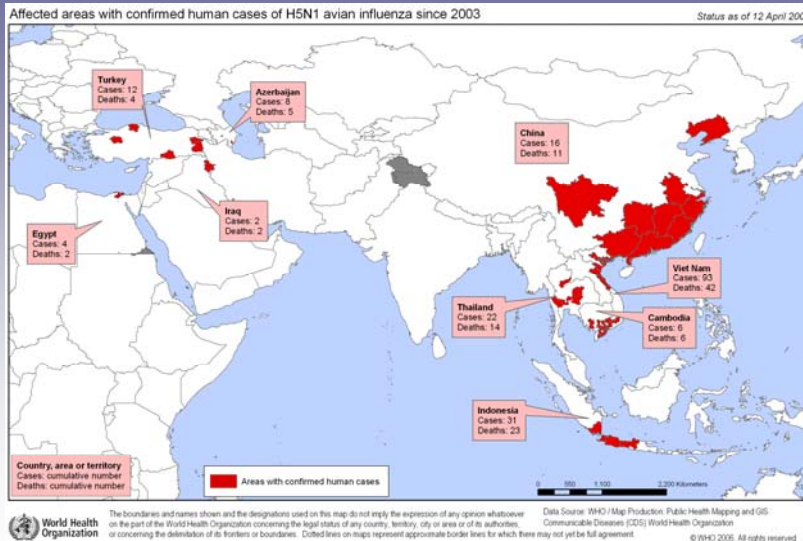 Affected areas with confirmed human cases of H5N1 avian influenza since 2003
Status as of 12 April
Turkey
Cases: 12
Deaths: 4
Azerbaijan
Cases: 8
Deaths: 5
China
Cases: 16
Deaths: 11
Iraq
Cases: 2
Deaths: 2
Egypt
Cases: 4
Deaths: 2
Viet Nam
Cases: 93
Deaths: 42
Thailand
Cases: 22
Deaths: 14
Cambodia
Cases: 6
Deaths: 6
Indonesia
Cases: 31
Deaths: 23
Country, area or territory
Cases: cumulative number
Deaths: cumulative number
Areas with confirmed human cases
0 550 1,100 2,200 Kilometers
World Health
Organization
The boundaries and names shown and the designations used on this map do not imply the expression of any opinion whatsoever
on the part of the World Health Organization concerning the legal status of any country, territory, city or area or of its authorities,
or concerning the delimitation of its frontiers or boundaries. Dotted lines on maps represent approximate border lines for which there may not yet be full agreement.
Data Source: WHO / Map Production: Public Health Mapping and GIS
Communicable Diseases (CDS) World Health Organization
© WHO 2006. All rights reserved